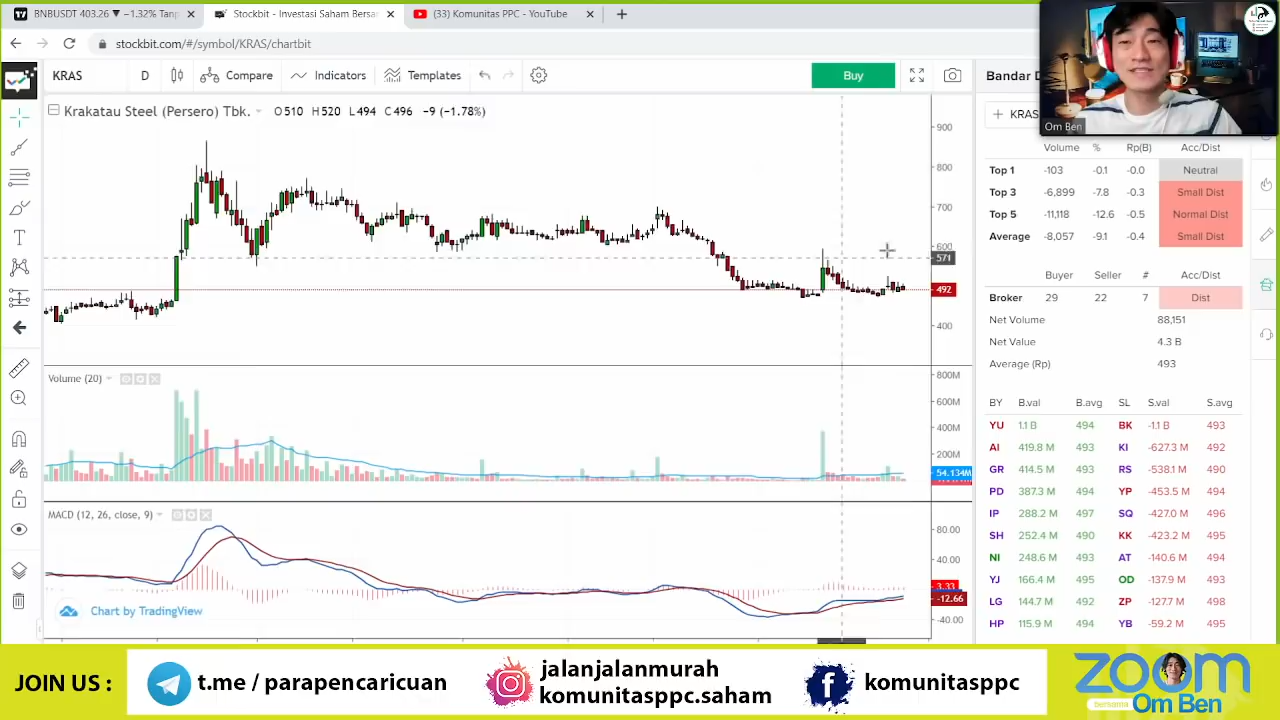 BNBUSDT 403.26 ▼ −1.32% Tanp
Stockbit - Investasi Saham Bersam
(33) Komunitas PPC - YouTube
stockbit.com/#/symbol/KRAS/chartbit
KRAS
D
Compare
Indicators
Templates
Buy
Bandar D
Krakatau Steel (Persero) Tbk.
O510 H520 L494 C496 −9 (−1.78%)
900
800
700
600
571
492
400
Volume (20)
800M
600M
400M
200M
54.134M
MACD (12, 26, close, 9)
80.00
40.00
3.33
-12.66
-40.00
Chart by TradingView
Om Ben
+ KRAS
Volume % Rp(B) Acc/Dist
Top 1 -103 -0.1 -0.0 Neutral
Top 3 -6,899 -7.8 -0.3 Small Dist
Top 5 -11,118 -12.6 -0.5 Normal Dist
Average -8,057 -9.1 -0.4 Small Dist
Buyer Seller # Acc/Dist
Broker 29 22 7 Dist
Net Volume 88,151
Net Value 4.3 B
Average (Rp) 493
BY B.val B.avg SL S.val S.avg
YU 1.1 B 494 BK -1.1 B 493
AI 419.8 M 493 KI -627.3 M 492
GR 414.5 M 493 RS -538.1 M 490
PD 387.3 M 494 YP -453.5 M 494
IP 288.2 M 497 SQ -427.0 M 496
SH 252.4 M 490 KK -423.2 M 495
NI 248.6 M 493 AT -140.6 M 494
YJ 166.4 M 495 OD -137.9 M 493
LG 144.7 M 492 ZP -127.7 M 498
HP 115.9 M 494 YB -59.2 M 495
JOIN US :
t.me / parapencaricuan
jalanjalanmurah
komunitasppc.saham
komunitasppc
zoom
bersama
Om Ben